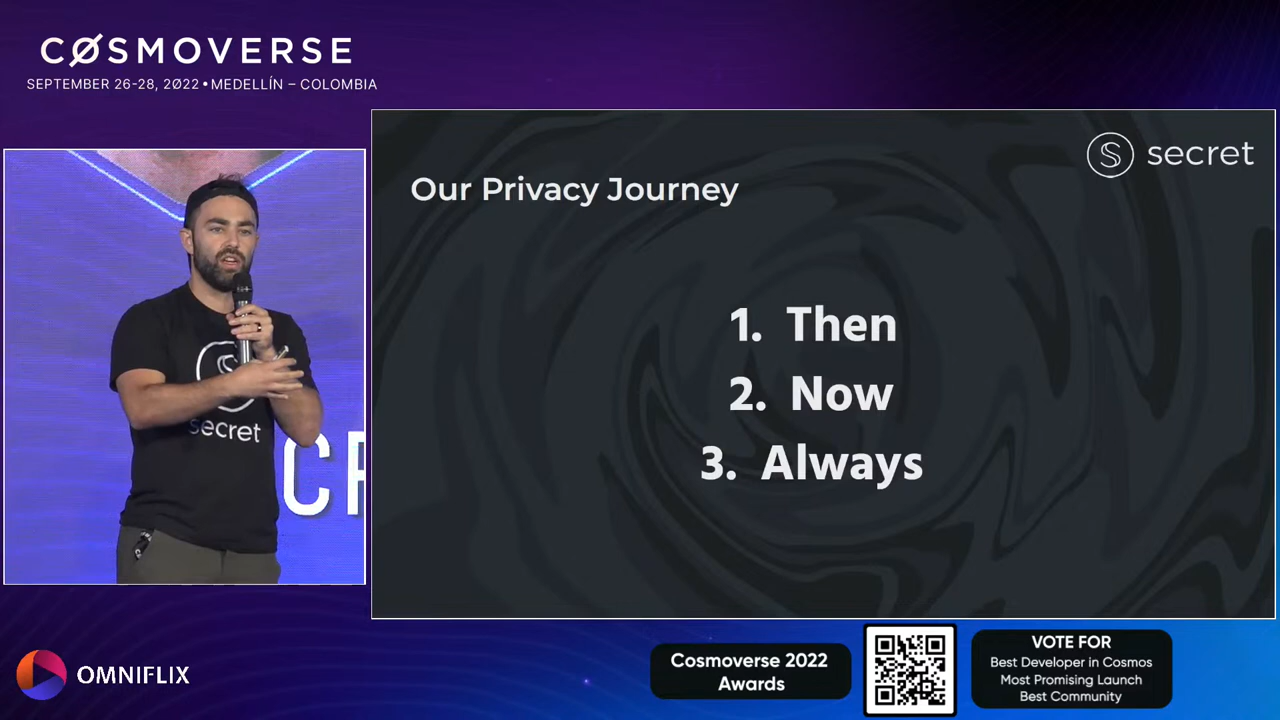 CØSMOVERSE
SEPTEMBER 26-28, 2Ø22 • MEDELLÍN – COLOMBIA
secret
Our Privacy Journey
1. Then
2. Now
3. Always
secret
CR
OMNIFLIX
Cosmoverse 2022
Awards
VOTE FOR
Best Developer in Cosmos
Most Promising Launch
Best Community